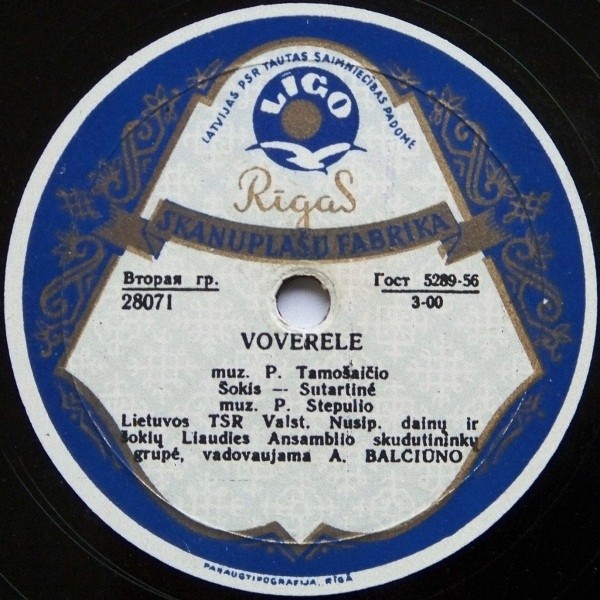 LATVIJAS PSR TAUTAS SAIMNIECĪBAS PADOME
LĪGO
Rīgas
SKAŅUPLAŠU FABRIKA
Вторая гр.
28071
Гост 5289-56
3-00
VOVERELE
muz. P. Tamošaičio
Šokis — Sutartinė
muz. P. Stepulio
Lietuvos TSR Valst. Nusip. dainų ir
šokių Liaudies Ansamblio skudutininkų
grupė, vadovaujama A. BALČIŪNO
PARAUGTIPOGRAFIJA, RĪGĀ